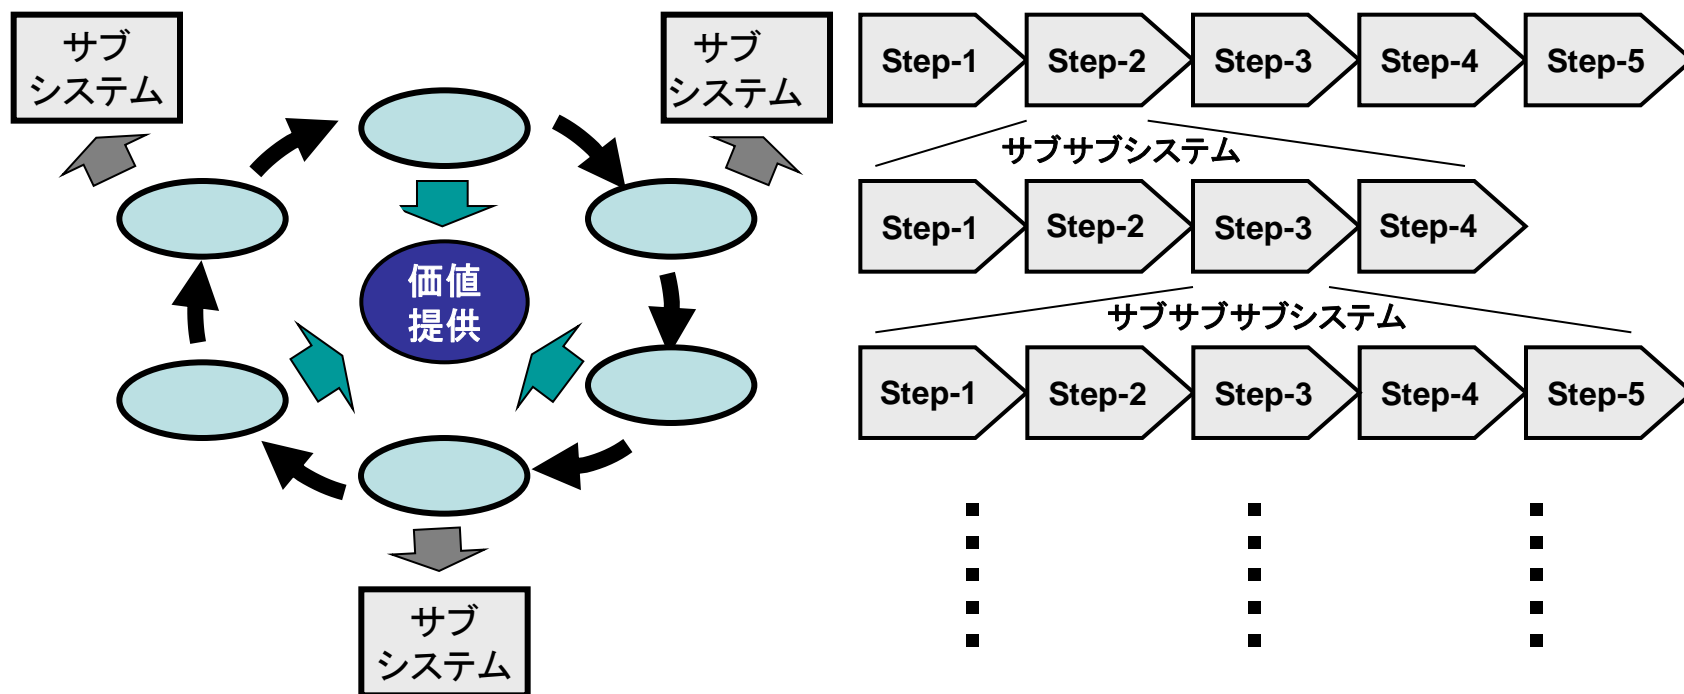 サブ
システム
サブ
システム
価値
提供
サブ
システム
Step-1
Step-2
Step-3
Step-4
Step-5
サブサブシステム
Step-1
Step-2
Step-3
Step-4
サブサブサブシステム
Step-1
Step-2
Step-3
Step-4
Step-5